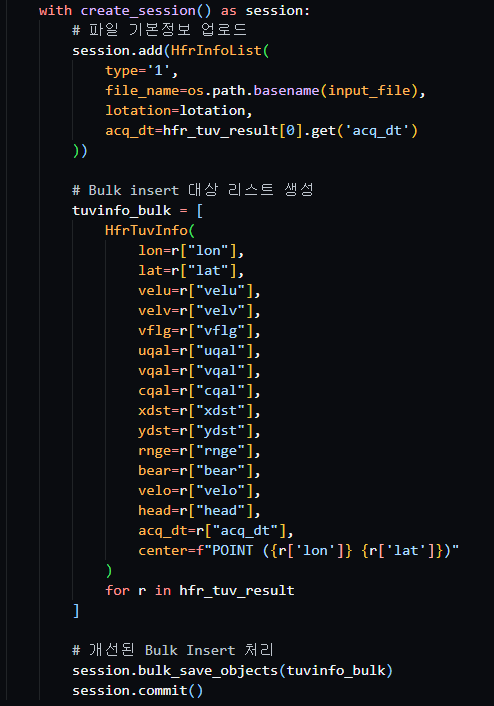 with create_session() as session:
    # 파일 기본정보 업로드
    session.add(HfrInfoList(
        type='1',
        file_name=os.path.basename(input_file),
        lotation=lotation,
        acq_dt=hfr_tuv_result[0].get('acq_dt')
    ))

    # Bulk insert 대상 리스트 생성
    tuvinfo_bulk = [
        HfrTuvInfo(
            lon=r["lon"],
            lat=r["lat"],
            velu=r["velu"],
            velv=r["velv"],
            vflg=r["vflg"],
            uqal=r["uqal"],
            vqal=r["vqal"],
            cqal=r["cqal"],
            xdst=r["xdst"],
            ydst=r["ydst"],
            rnge=r["rnge"],
            bear=r["bear"],
            velo=r["velo"],
            head=r["head"],
            acq_dt=r["acq_dt"],
            center=f"POINT ({r['lon']} {r['lat']})"
        )
        for r in hfr_tuv_result
    ]

    # 개선된 Bulk Insert 처리
    session.bulk_save_objects(tuvinfo_bulk)
    session.commit()